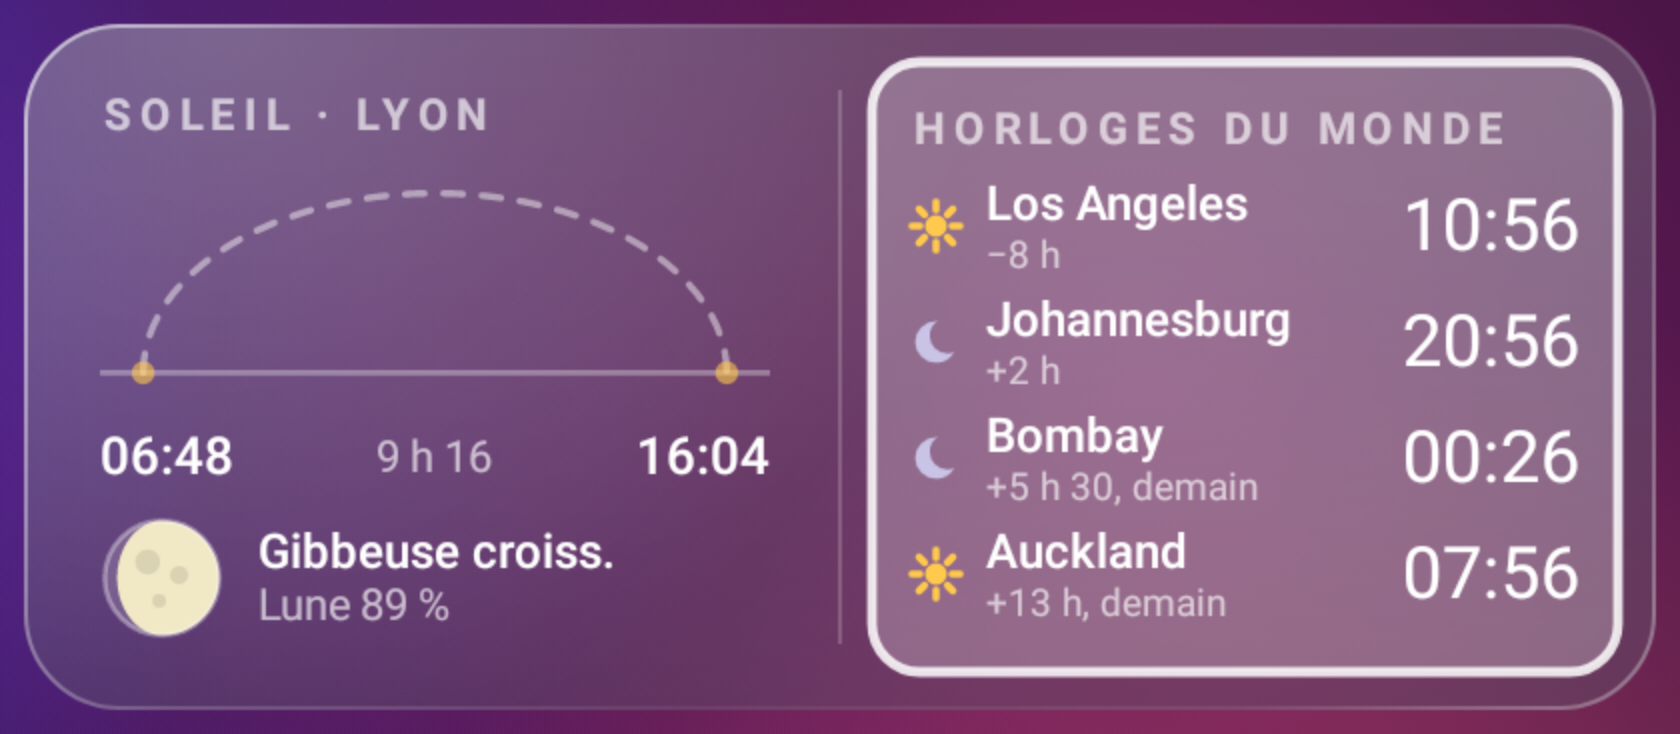 SOLEIL · LYON
06:48
9 h 16
16:04
Gibbeuse croiss.
Lune 89 %
HORLOGES DU MONDE
Los Angeles
10:56
−8 h
Johannesburg
20:56
+2 h
Bombay
00:26
+5 h 30, demain
Auckland
07:56
+13 h, demain